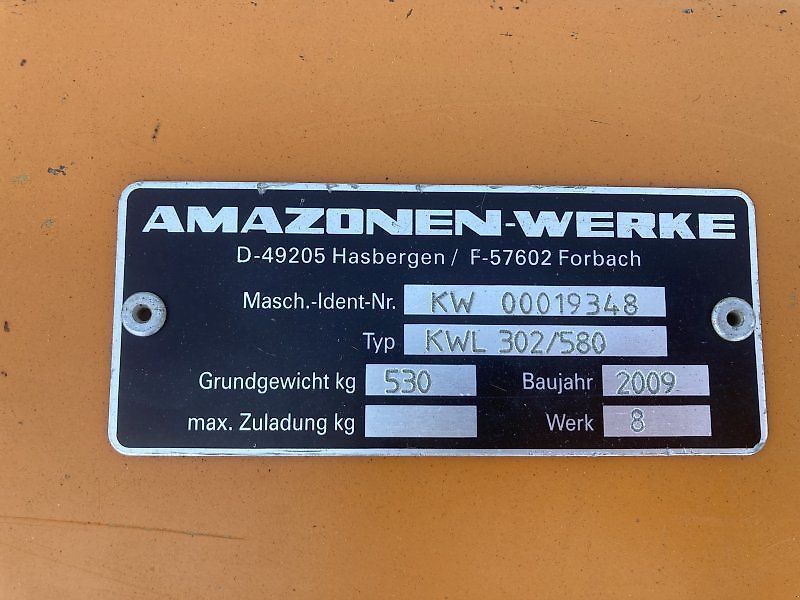 AMAZONEN-WERKE
D-49205 Hasbergen / F-57602 Forbach
Masch.-Ident-Nr. KW 00019348
Typ KWL 302/580
Grundgewicht kg 530 Baujahr 2009
max. Zuladung kg Werk 8